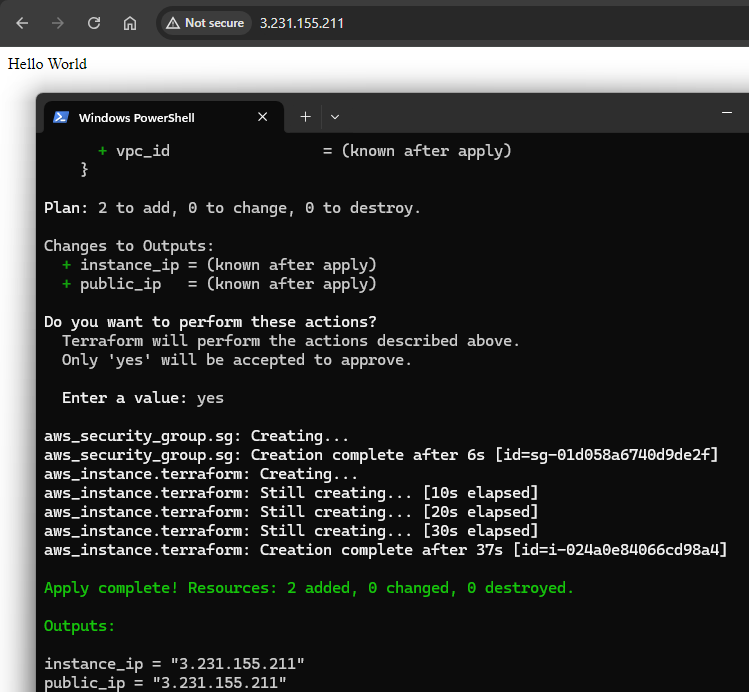 Not secure 3.231.155.211
Hello World
Windows PowerShell
+ vpc_id = (known after apply)
}
Plan: 2 to add, 0 to change, 0 to destroy.
Changes to Outputs:
+ instance_ip = (known after apply)
+ public_ip = (known after apply)
Do you want to perform these actions?
Terraform will perform the actions described above.
Only 'yes' will be accepted to approve.
Enter a value: yes
aws_security_group.sg: Creating...
aws_security_group.sg: Creation complete after 6s [id=sg-01d058a6740d9de2f]
aws_instance.terraform: Creating...
aws_instance.terraform: Still creating... [10s elapsed]
aws_instance.terraform: Still creating... [20s elapsed]
aws_instance.terraform: Still creating... [30s elapsed]
aws_instance.terraform: Creation complete after 37s [id=i-024a0e84066cd98a4]
Apply complete! Resources: 2 added, 0 changed, 0 destroyed.
Outputs:
instance_ip = "3.231.155.211"
public_ip = "3.231.155.211"